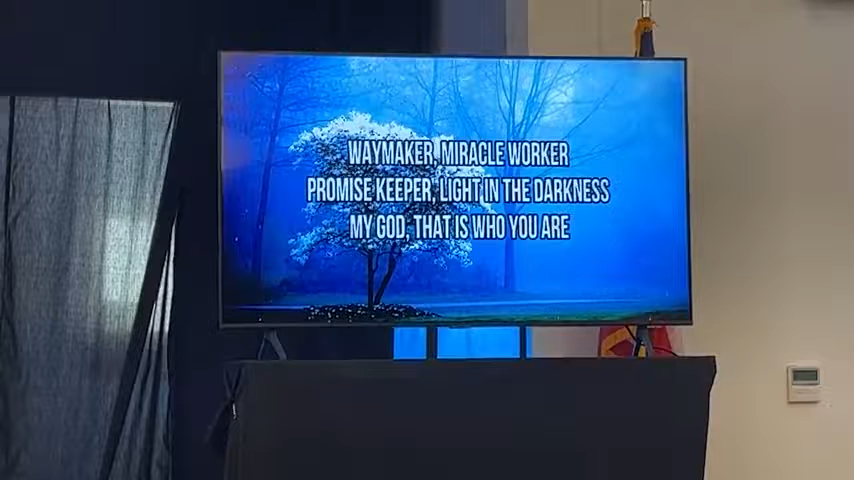 WAYMAKER, MIRACLE WORKER
PROMISE KEEPER, LIGHT IN THE DARKNESS
MY GOD, THAT IS WHO YOU ARE